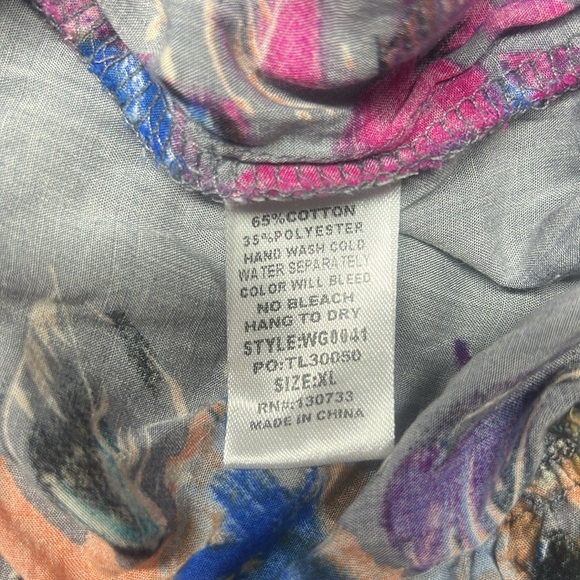 65%COTTON
35%POLYESTER
HAND WASH COLD
WATER SEPARATELY
COLOR WILL BLEED
NO BLEACH
HANG TO DRY
STYLE:WG0041
PO:TL30050
SIZE:XL
RN#:130733
MADE IN CHINA